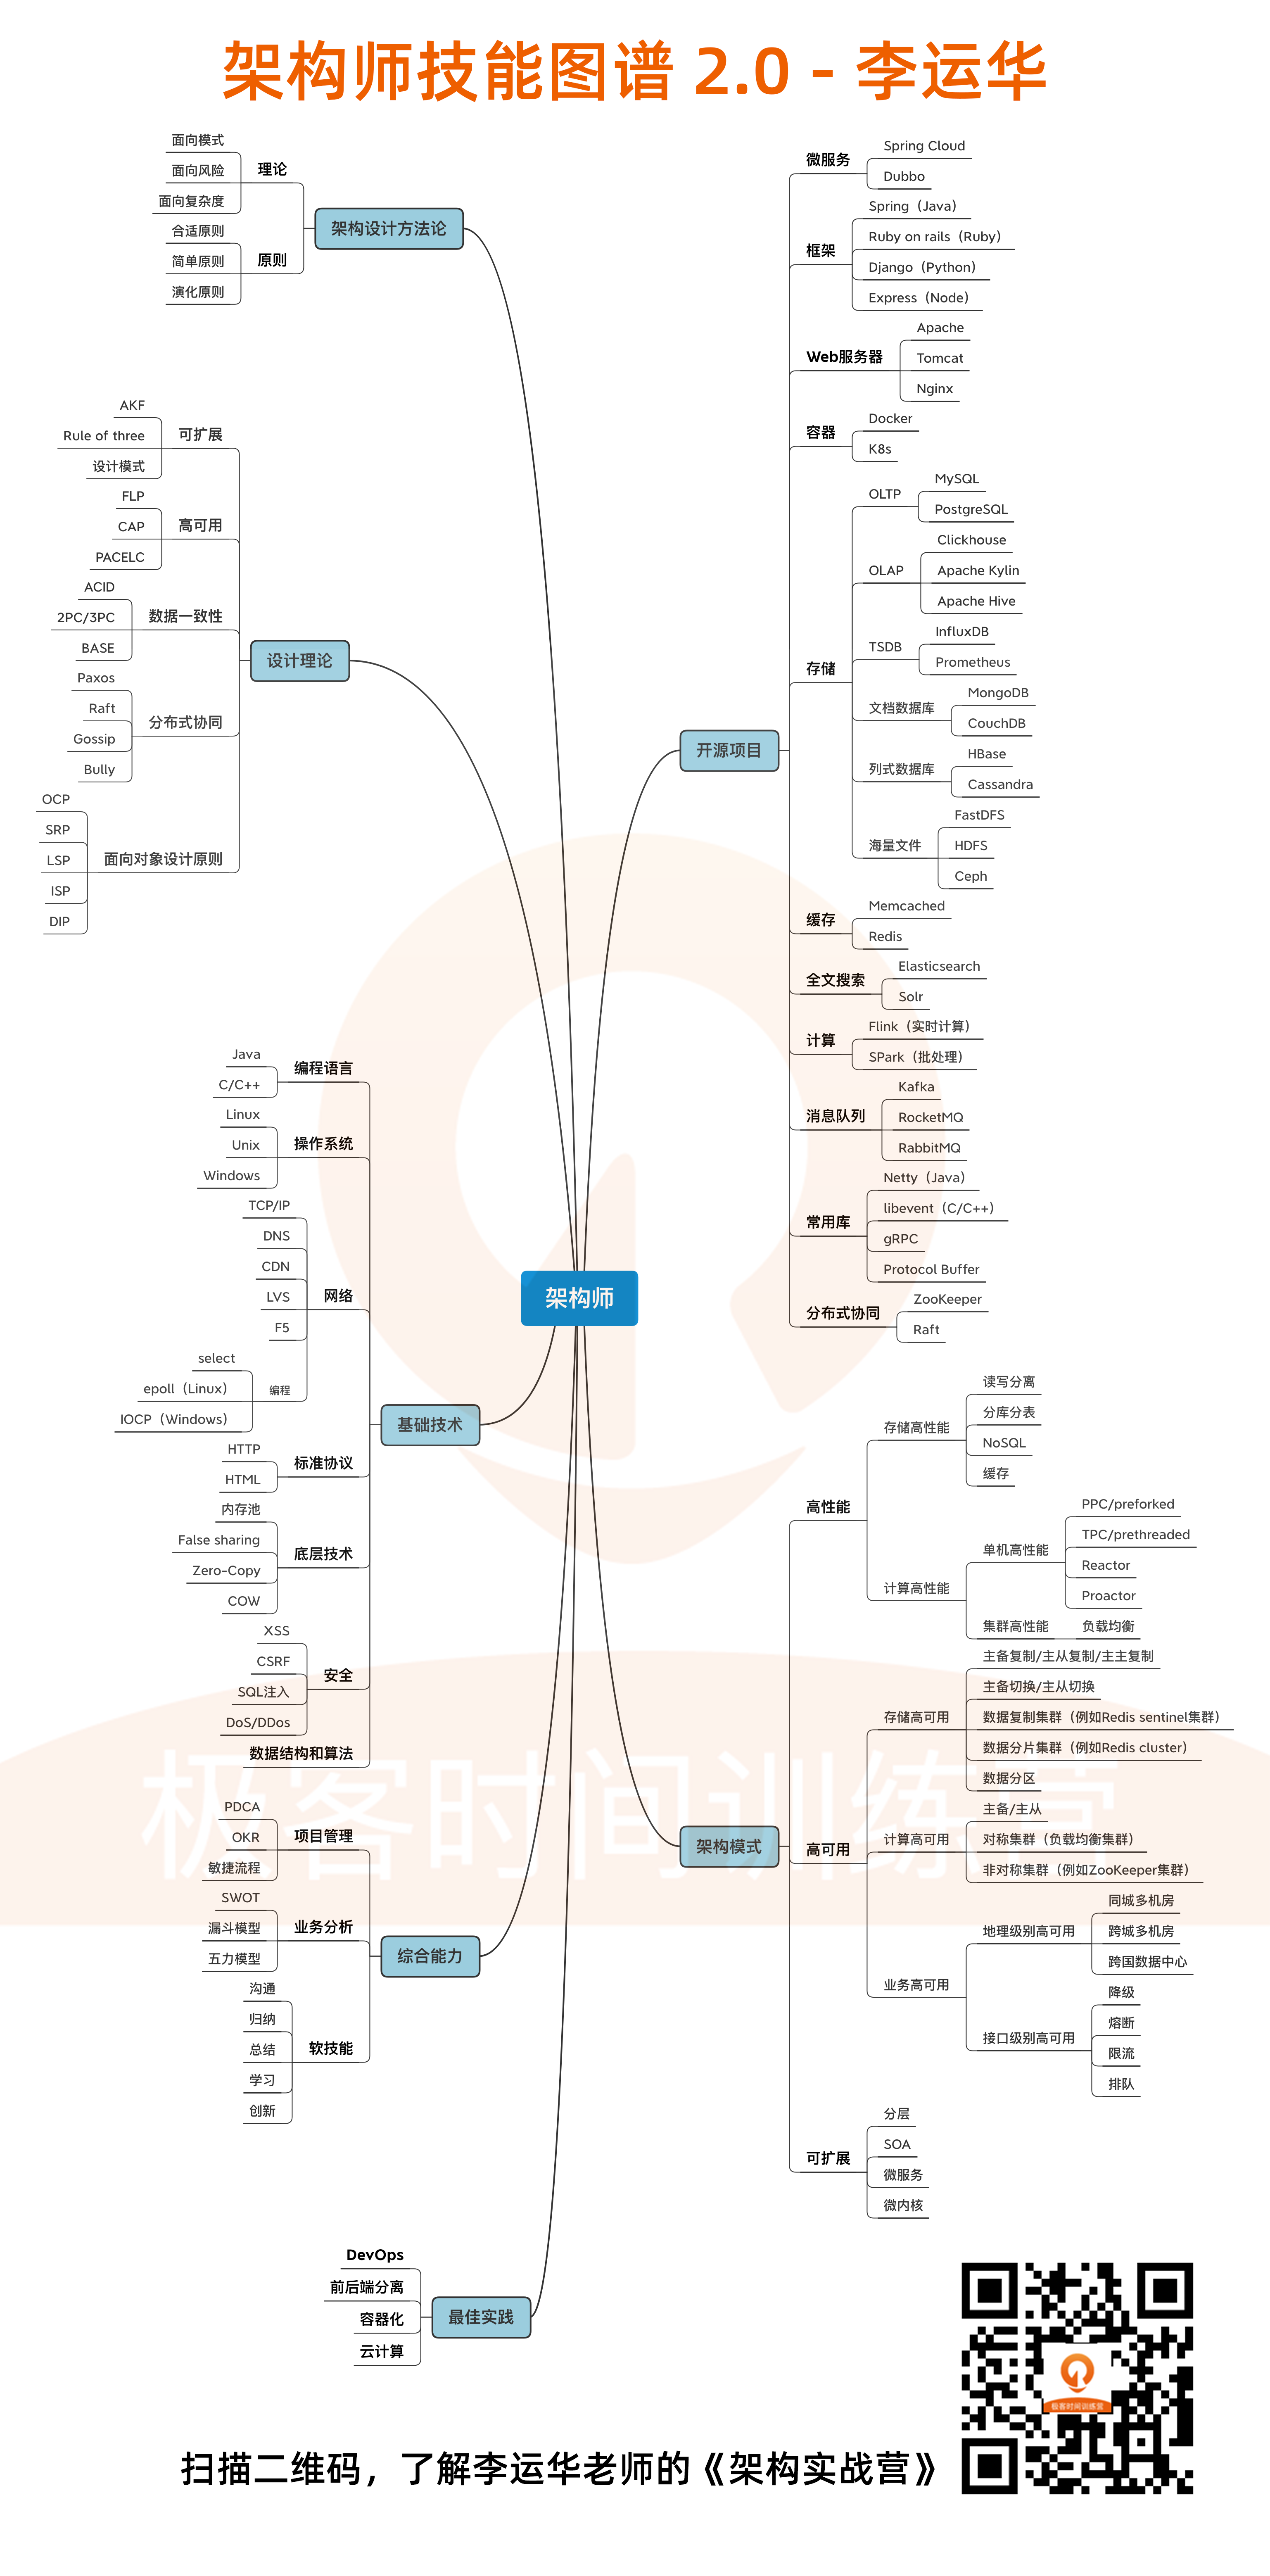 架构师技能图谱 2.0 - 李运华
架构师
架构设计方法论
理论
面向模式
面向风险
面向复杂度
原则
合适原则
简单原则
演化原则
设计理论
可扩展
AKF
Rule of three
设计模式
高可用
FLP
CAP
PACELC
数据一致性
ACID
2PC/3PC
BASE
分布式协同
Paxos
Raft
Gossip
Bully
面向对象设计原则
OCP
SRP
LSP
ISP
DIP
基础技术
编程语言
Java
C/C++
操作系统
Linux
Unix
Windows
网络
TCP/IP
DNS
CDN
LVS
F5
编程
select
epoll（Linux）
IOCP（Windows）
标准协议
HTTP
HTML
底层技术
内存池
False sharing
Zero-Copy
COW
安全
XSS
CSRF
SQL注入
DoS/DDos
数据结构和算法
综合能力
项目管理
PDCA
OKR
敏捷流程
业务分析
SWOT
漏斗模型
五力模型
软技能
沟通
归纳
总结
学习
创新
最佳实践
DevOps
前后端分离
容器化
云计算
开源项目
微服务
Spring Cloud
Dubbo
框架
Spring（Java）
Ruby on rails（Ruby）
Django（Python）
Express（Node）
Web服务器
Apache
Tomcat
Nginx
容器
Docker
K8s
存储
OLTP
MySQL
PostgreSQL
OLAP
Clickhouse
Apache Kylin
Apache Hive
TSDB
InfluxDB
Prometheus
文档数据库
MongoDB
CouchDB
列式数据库
HBase
Cassandra
海量文件
FastDFS
HDFS
Ceph
缓存
Memcached
Redis
全文搜索
Elasticsearch
Solr
计算
Flink（实时计算）
SPark（批处理）
消息队列
Kafka
RocketMQ
RabbitMQ
常用库
Netty（Java）
libevent（C/C++）
gRPC
Protocol Buffer
分布式协同
ZooKeeper
Raft
架构模式
高性能
存储高性能
读写分离
分库分表
NoSQL
缓存
计算高性能
单机高性能
PPC/preforked
TPC/prethreaded
Reactor
Proactor
集群高性能
负载均衡
高可用
存储高可用
主备复制/主从复制/主主复制
主备切换/主从切换
数据复制集群（例如Redis sentinel集群）
数据分片集群（例如Redis cluster）
数据分区
计算高可用
主备/主从
对称集群（负载均衡集群）
非对称集群（例如ZooKeeper集群）
业务高可用
地理级别高可用
同城多机房
跨城多机房
跨国数据中心
接口级别高可用
降级
熔断
限流
排队
可扩展
分层
SOA
微服务
微内核
极客时间训练营
极客时间训练营
扫描二维码，了解李运华老师的《架构实战营》